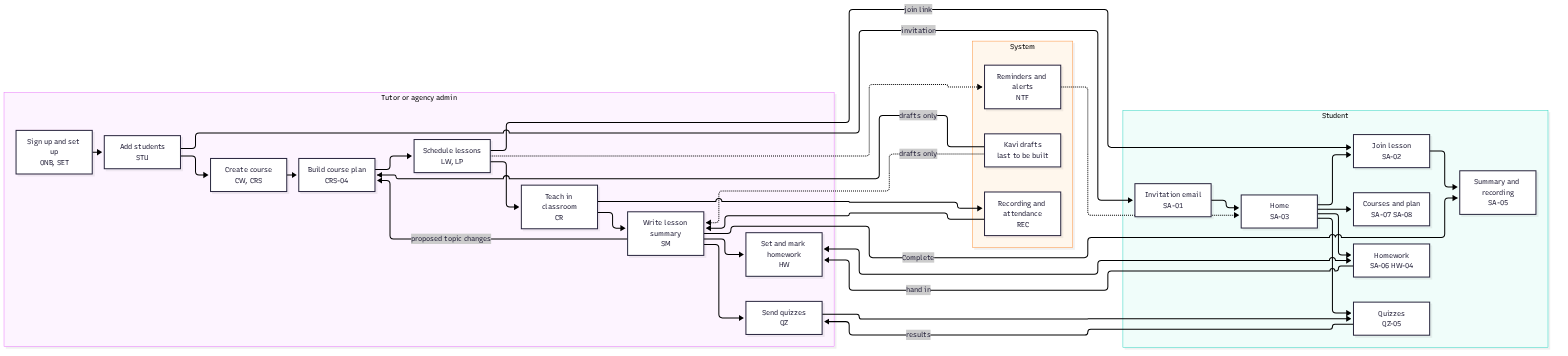 join link
invitation
System
Reminders and
alerts
NTF
Tutor or agency admin
Student
drafts only
Sign up and set
up
ONB, SET
Add students
STU
Schedule lessons
LW, LP
Kavi drafts
last to be built
Join lesson
SA-02
drafts only
Create course
CW, CRS
Build course plan
CRS-04
Summary and
recording
SA-05
Teach in
classroom
CR
Recording and
attendance
REC
Invitation email
SA-01
Home
SA-03
Courses and plan
SA-07 SA-08
Write lesson
summary
SM
proposed topic changes
Set and mark
homework
HW
Complete
Homework
SA-06 HW-04
hand in
Send quizzes
QZ
Quizzes
QZ-05
results